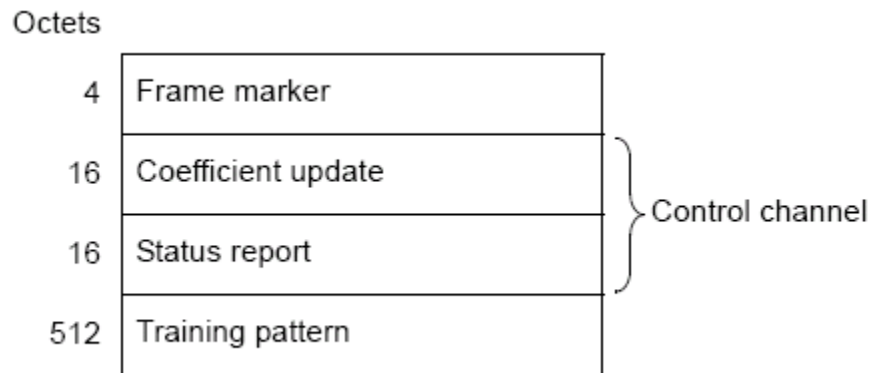 Octets
4 Frame marker
16 Coefficient update
Control channel
16 Status report
512 Training pattern